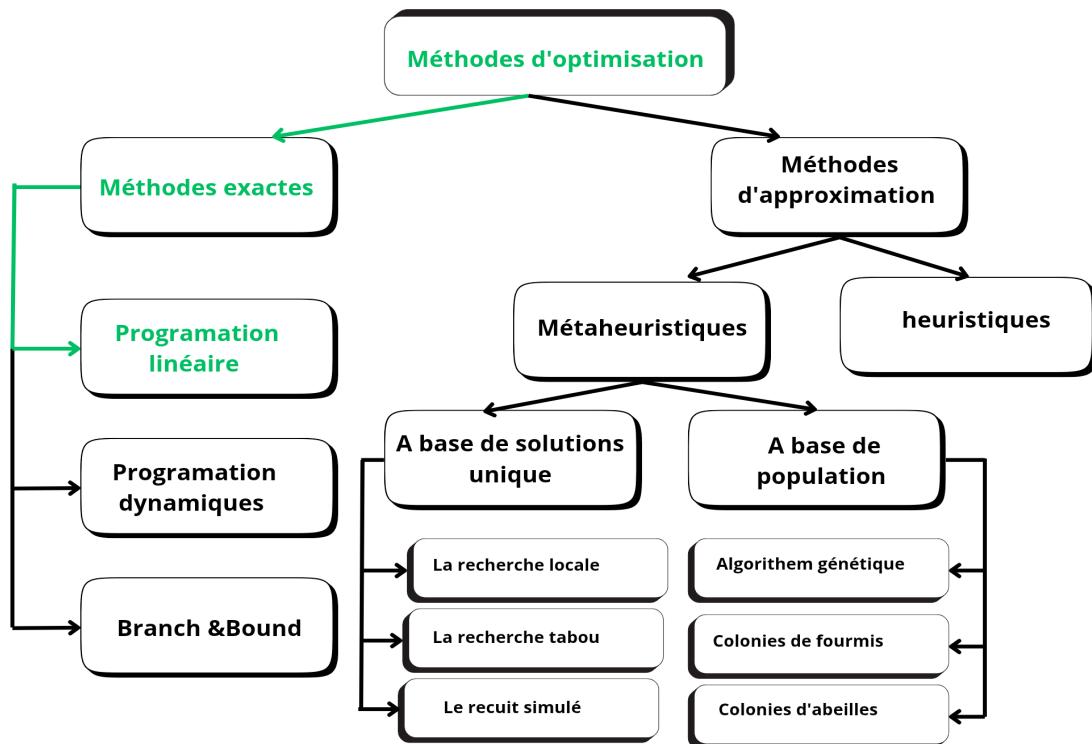 Méthodes d'optimisation
Méthodes exactes
Méthodes
d'approximation
Programation
linéaire
Métaheuristiques
heuristiques
Programation
dynamiques
A base de solutions
unique
A base de
population
Branch &Bound
La recherche locale
La recherche tabou
Le recuit simulé
Algorithem génétique
Colonies de fourmis
Colonies d'abeilles